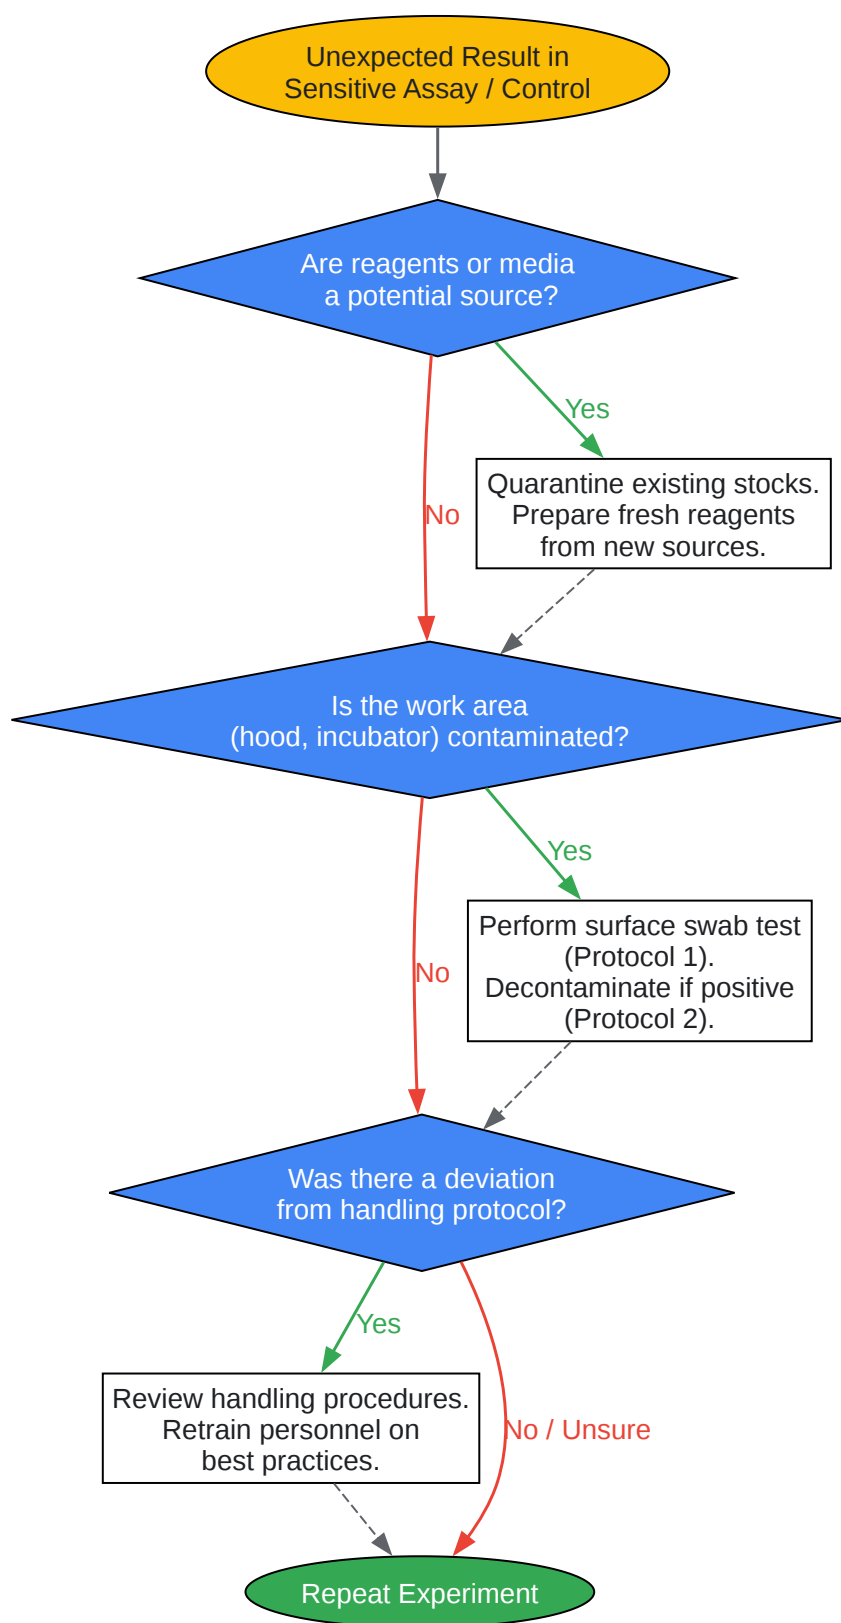 Unexpected Result in
Sensitive Assay / Control
Are reagents or media
a potential source?
Yes
Quarantine existing stocks.
Prepare fresh reagents
from new sources.
No
Is the work area
(hood, incubator) contaminated?
Yes
Perform surface swab test
(Protocol 1).
Decontaminate if positive
(Protocol 2).
No
Was there a deviation
from handling protocol?
Yes
Review handling procedures.
Retrain personnel on
best practices.
No / Unsure
Repeat Experiment